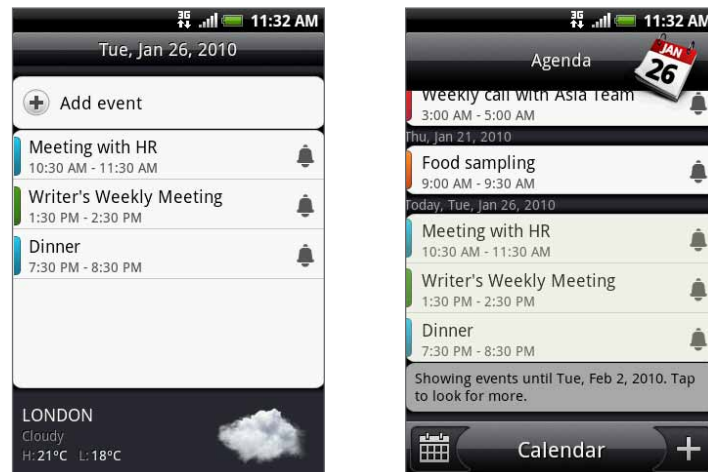 3G 11:32 AM
Tue, Jan 26, 2010
Add event
Meeting with HR
10:30 AM - 11:30 AM
Writer's Weekly Meeting
1:30 PM - 2:30 PM
Dinner
7:30 PM - 8:30 PM
LONDON
Cloudy
H:21ºC L:18ºC
3G 11:32 AM
Agenda
JAN
26
Weekly call with Asia Team
3:00 AM - 5:00 AM
Thu, Jan 21, 2010
Food sampling
9:00 AM - 9:30 AM
Today, Tue, Jan 26, 2010
Meeting with HR
10:30 AM - 11:30 AM
Writer's Weekly Meeting
1:30 PM - 2:30 PM
Dinner
7:30 PM - 8:30 PM
Showing events until Tue, Feb 2, 2010. Tap
to look for more.
Calendar